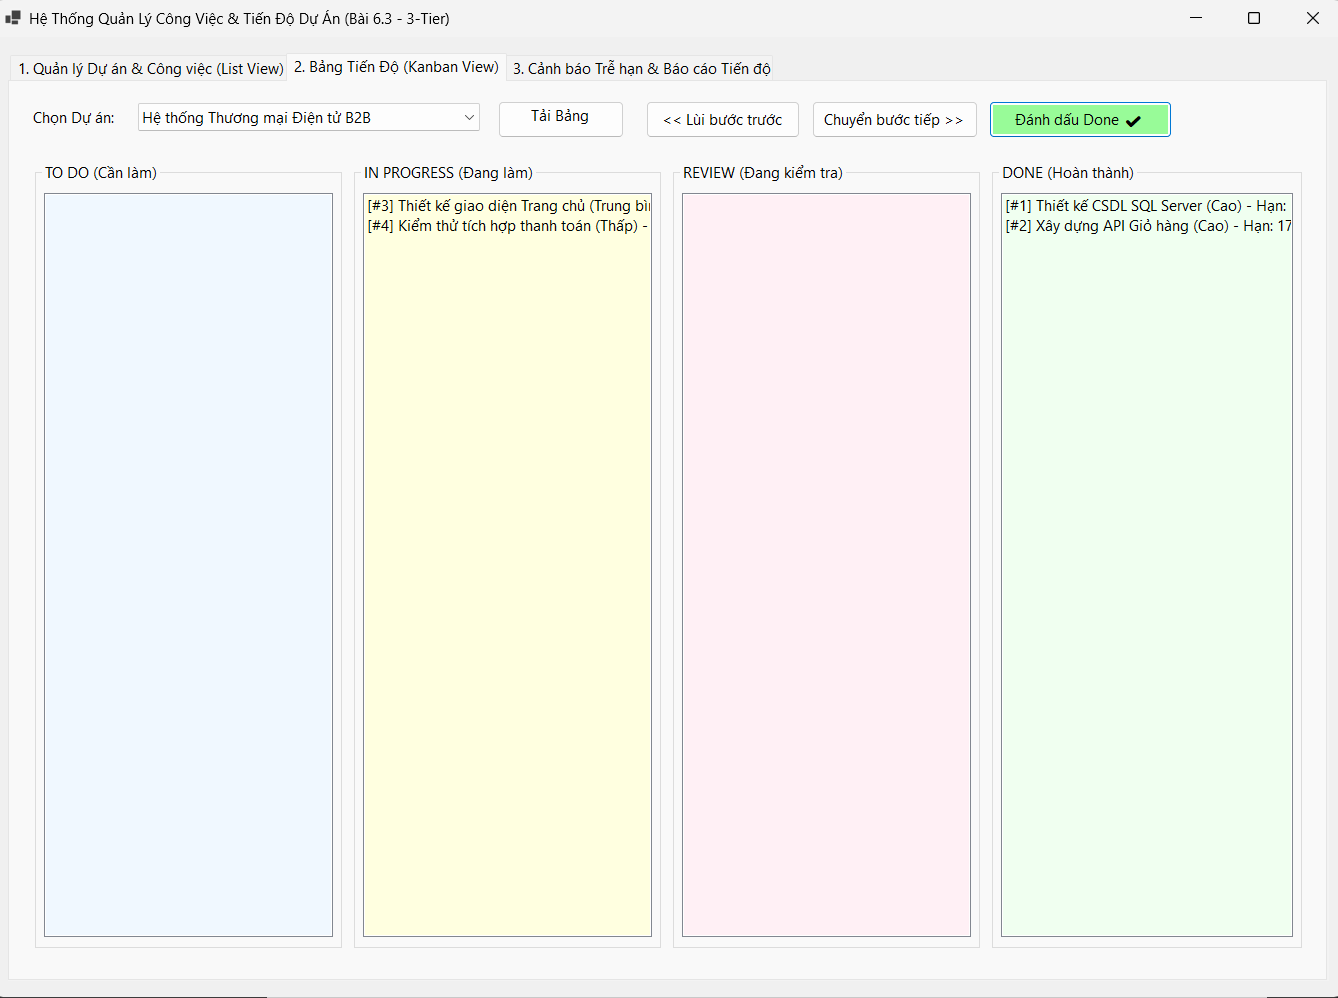 Hệ Thống Quản Lý Công Việc & Tiến Độ Dự Án (Bài 6.3 - 3-Tier)
1. Quản lý Dự án & Công việc (List View)
2. Bảng Tiến Độ (Kanban View)
3. Cảnh báo Trễ hạn & Báo cáo Tiến độ
Chọn Dự án:
Hệ thống Thương mại Điện tử B2B
Tải Bảng
<< Lùi bước trước
Chuyển bước tiếp >>
Đánh dấu Done ✔
TO DO (Cần làm)
IN PROGRESS (Đang làm)
[#3] Thiết kế giao diện Trang chủ (Trung bì
[#4] Kiểm thử tích hợp thanh toán (Thấp) -
REVIEW (Đang kiểm tra)
DONE (Hoàn thành)
[#1] Thiết kế CSDL SQL Server (Cao) - Hạn:
[#2] Xây dựng API Giỏ hàng (Cao) - Hạn: 17